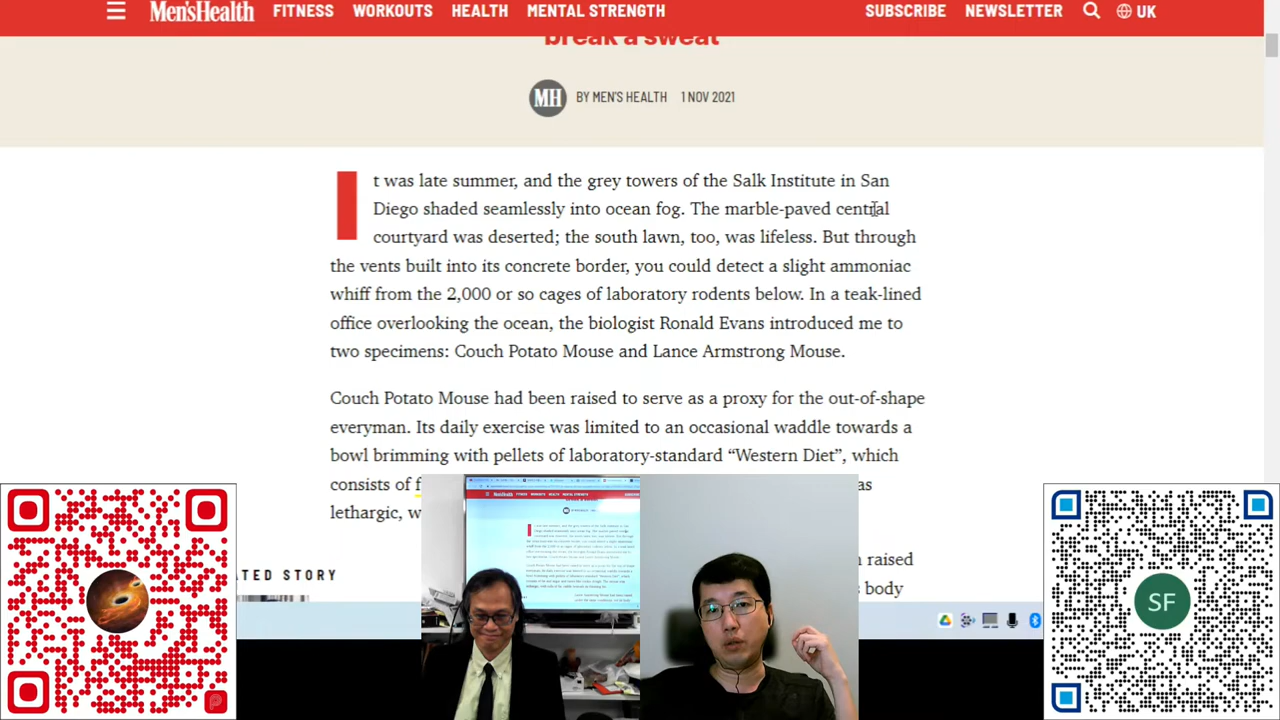 Men'sHealth FITNESS WORKOUTS HEALTH MENTAL STRENGTH SUBSCRIBE NEWSLETTER UK
break a sweat
MH BY MEN'S HEALTH 1 NOV 2021
It was late summer, and the grey towers of the Salk Institute in San
Diego shaded seamlessly into ocean fog. The marble-paved central
courtyard was deserted; the south lawn, too, was lifeless. But through
the vents built into its concrete border, you could detect a slight ammoniac
whiff from the 2,000 or so cages of laboratory rodents below. In a teak-lined
office overlooking the ocean, the biologist Ronald Evans introduced me to
two specimens: Couch Potato Mouse and Lance Armstrong Mouse.
Couch Potato Mouse had been raised to serve as a proxy for the out-of-shape
everyman. Its daily exercise was limited to an occasional waddle towards a
bowl brimming with pellets of laboratory-standard “Western Diet”, which
consists of
lethargic,
raised
body
ATED STORY
SF